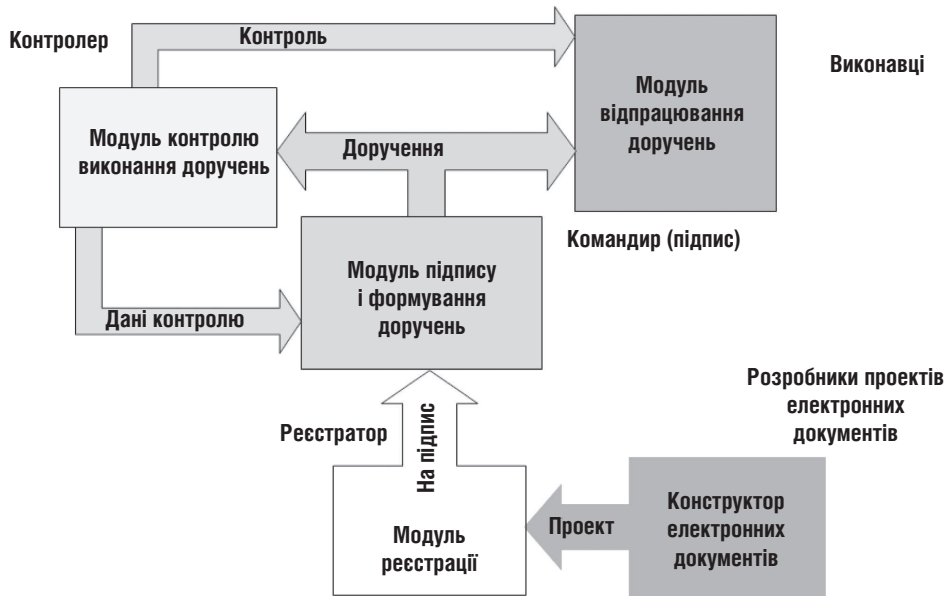 Контролер
Контроль
Виконавці
Модуль
відпрацювання
доручень
Модуль контролю
виконання доручень
Доручення
Командир (підпис)
Модуль підпису
і формування
доручень
Дані контролю
Розробники проектів
електронних
документів
Реєстратор
На підпис
Модуль
реєстрації
Проект
Конструктор
електронних
документів